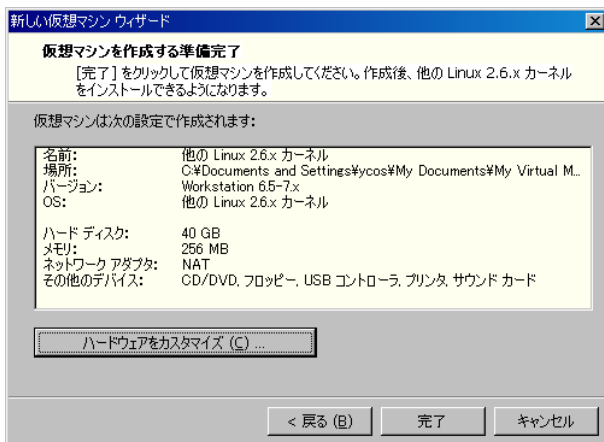 新しい仮想マシン ウィザード
仮想マシンを作成する準備完了
[完了] をクリックして仮想マシンを作成してください。作成後、他の Linux 2.6.x カーネル
をインストールできるようになります。
仮想マシンは次の設定で作成されます:
名前: 他の Linux 2.6.x カーネル
場所: C:¥Documents and Settings¥ycos¥My Documents¥My Virtual M...
バージョン: Workstation 6.5-7.x
OS: 他の Linux 2.6.x カーネル
ハード ディスク: 40 GB
メモリ: 256 MB
ネットワーク アダプタ: NAT
その他のデバイス: CD/DVD, フロッピー, USB コントローラ, プリンタ, サウンド カード
ハードウェアをカスタマイズ (C) ...
< 戻る (B)
完了
キャンセル